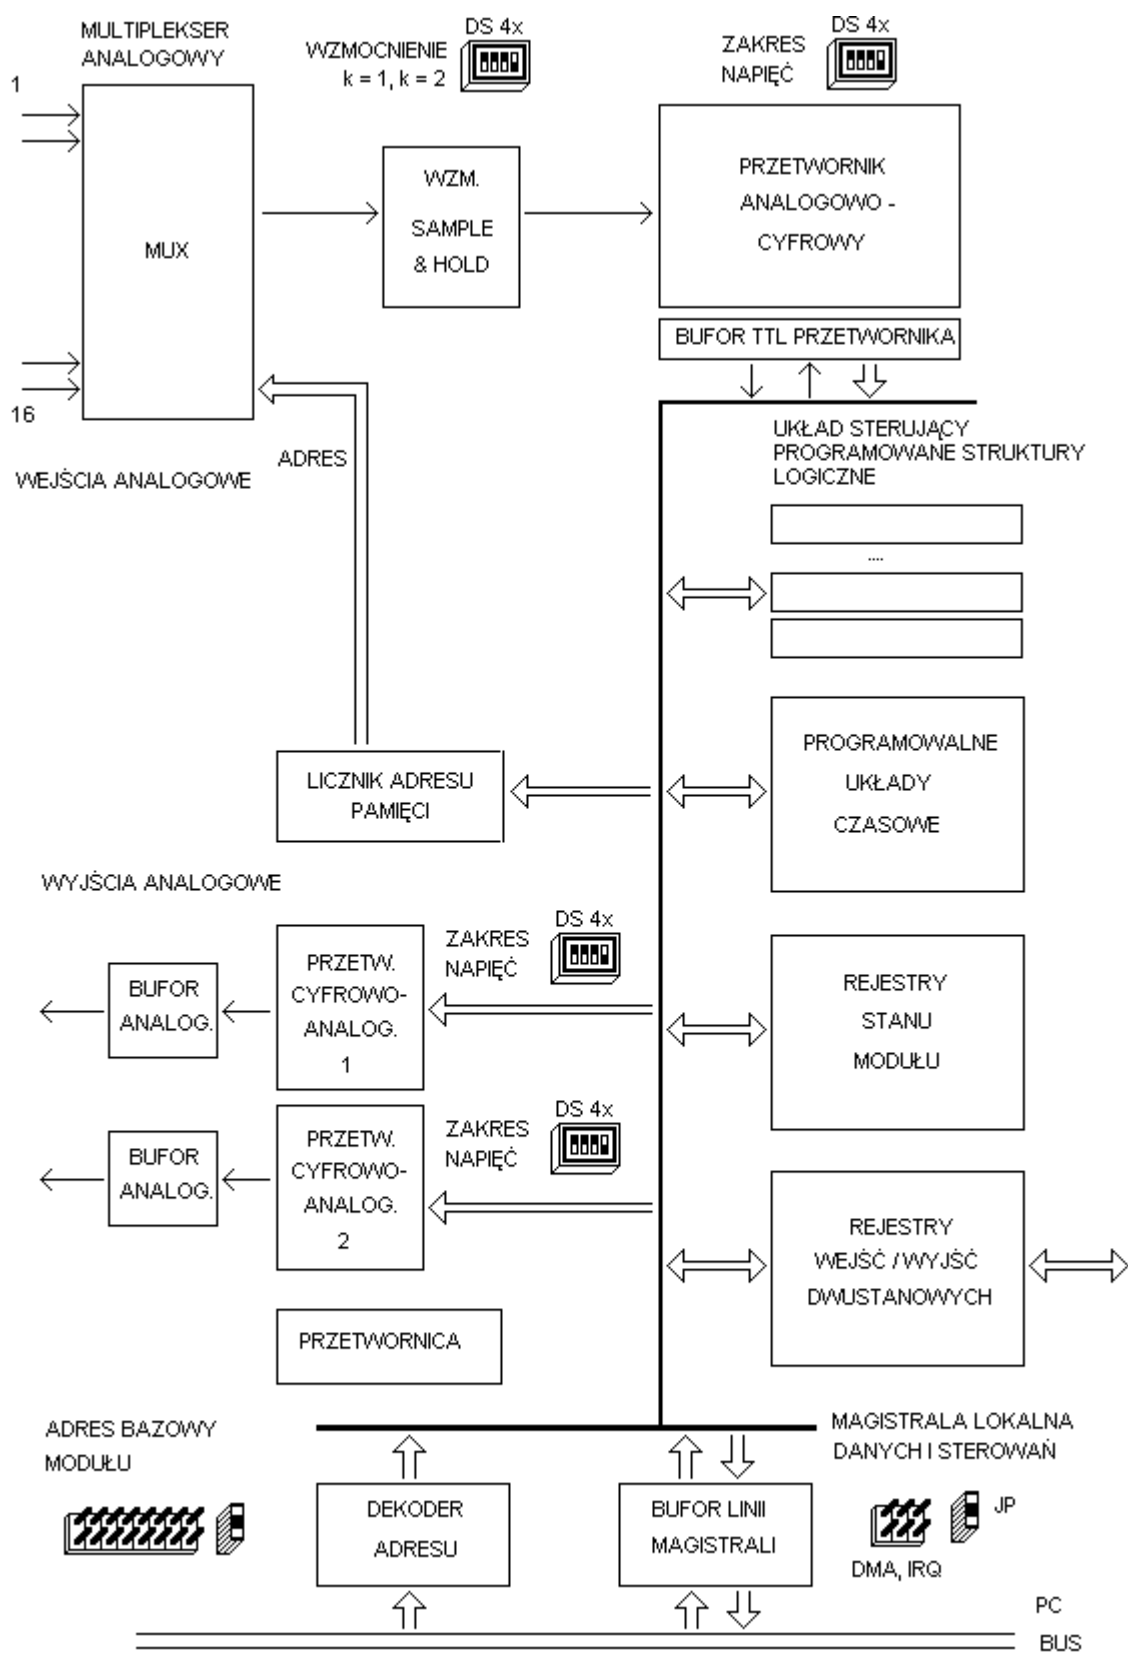 MULTIPLEKSER
ANALOGOWY
WZMOCNIENIE
k = 1, k = 2
DS 4x
ZAKRES
NAPIĘĆ
DS 4x
1
16
MUX
WZM.
SAMPLE
& HOLD
PRZETWORNIK
ANALOGOWO -
CYFROWY
BUFOR TTL PRZETWORNIKA
WEJŚCIA ANALOGOWE
ADRES
UKŁAD STERUJĄCY
PROGRAMOWANE STRUKTURY
LOGICZNE
....
LICZNIK ADRESU
PAMIĘCI
PROGRAMOWALNE
UKŁADY
CZASOWE
WYJŚCIA ANALOGOWE
BUFOR
ANALOG.
PRZETW.
CYFROWO-
ANALOG.
1
ZAKRES
NAPIĘĆ
DS 4x
REJESTRY
STANU
MODUŁU
BUFOR
ANALOG.
PRZETW.
CYFROWO-
ANALOG.
2
ZAKRES
NAPIĘĆ
DS 4x
REJESTRY
WEJŚĆ / WYJŚĆ
DWUSTANOWYCH
PRZETWORNICA
ADRES BAZOWY
MODUŁU
MAGISTRALA LOKALNA
DANYCH I STEROWAŃ
DEKODER
ADRESU
BUFOR LINII
MAGISTRALI
JP
DMA, IRQ
PC
BUS